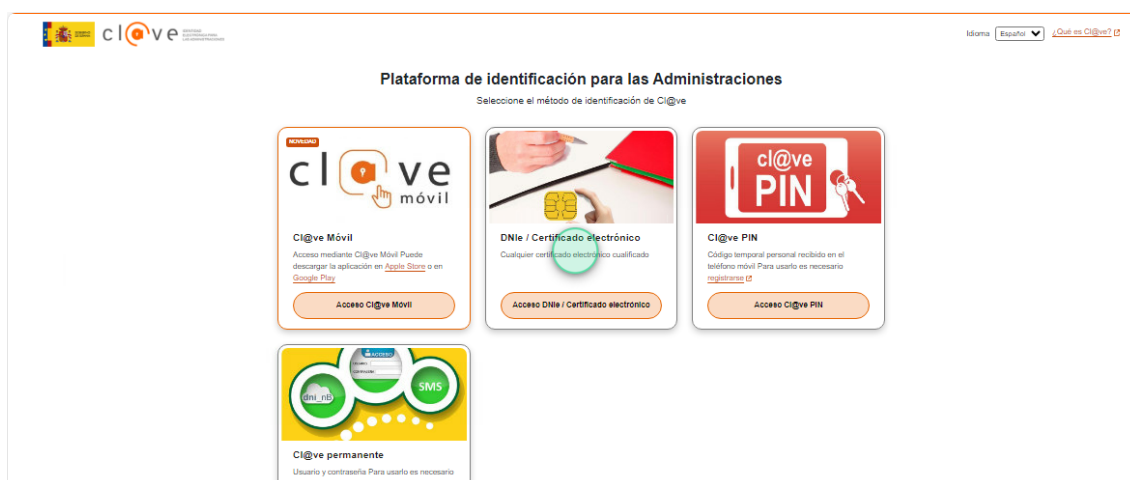 cl@ve
Idioma Español ¿Qué es Cl@ve?
Plataforma de identificación para las Administraciones
Seleccione el método de identificación de Cl@ve
NOVEDAD
cl@ve
móvil
Cl@ve Móvil
Acceso mediante Cl@ve Móvil Puede
descargar la aplicación en Apple Store o en
Google Play
Acceso Cl@ve Móvil
DNIe / Certificado electrónico
Cualquier certificado electrónico cualificado
Acceso DNIe / Certificado electrónico
cl@ve
PIN
Cl@ve PIN
Código temporal personal recibido en el
teléfono móvil Para usarlo es necesario
registrarse
Acceso Cl@ve PIN
ACCESO
dni_nB
SMS
Cl@ve permanente
Usuario y contraseña Para usarlo es necesario